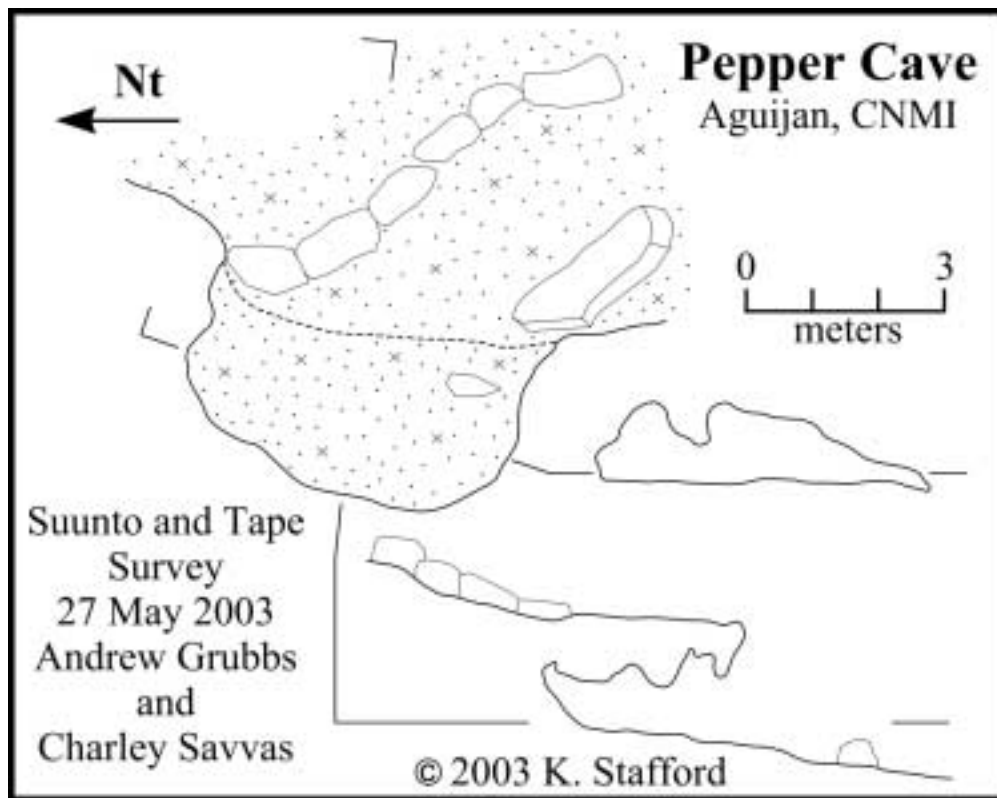 Pepper Cave
Aguijan, CNMI
Nt
0 3
meters
Suunto and Tape
Survey
27 May 2003
Andrew Grubbs
and
Charley Savvas
© 2003 K. Stafford